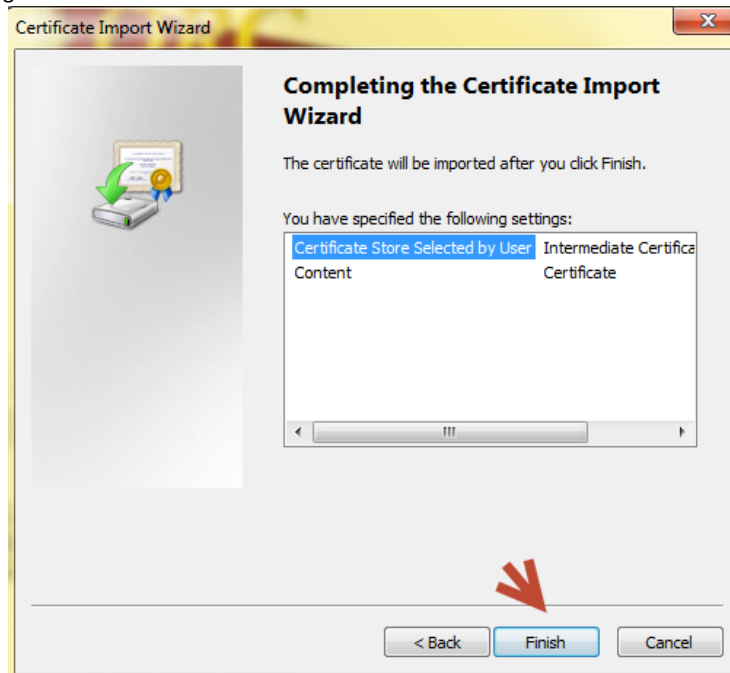 Certificate Import Wizard
Completing the Certificate Import
Wizard
The certificate will be imported after you click Finish.
You have specified the following settings:
Certificate Store Selected by User Intermediate Certifica
Content Certificate
< Back Finish Cancel